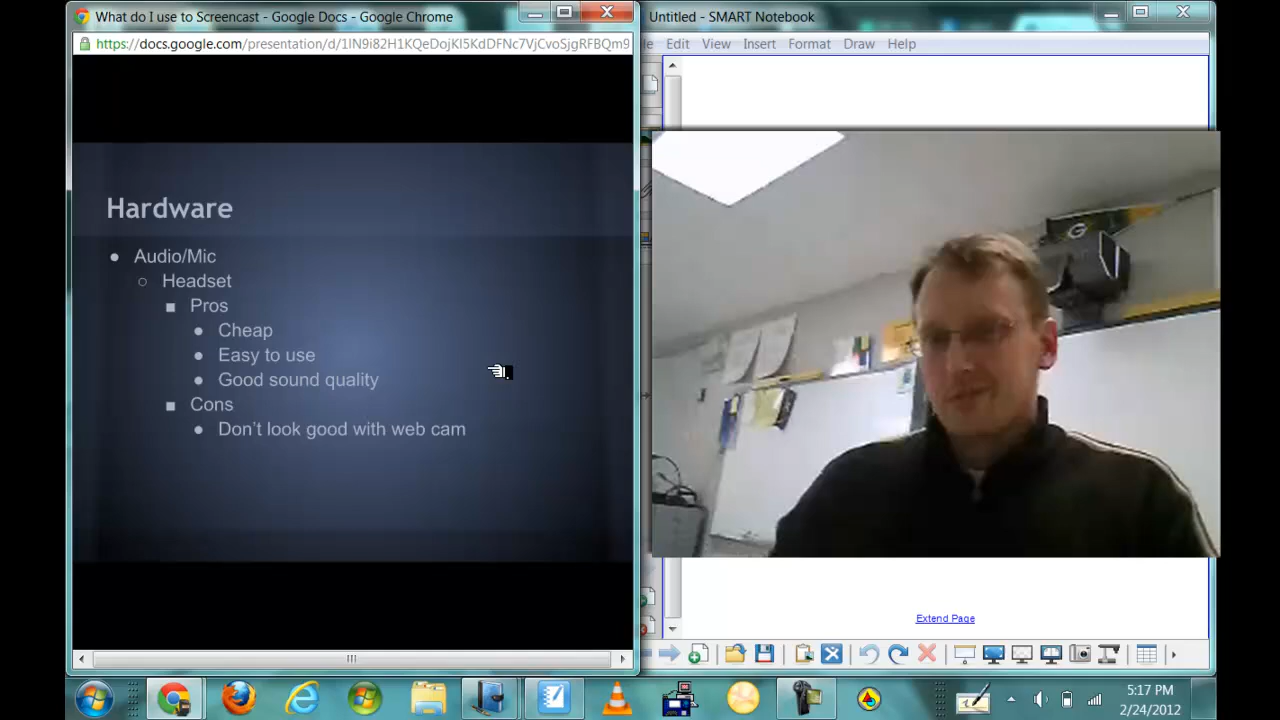 What do I use to Screencast - Google Docs - Google Chrome
https://docs.google.com/presentation/d/1lN9i82H1KQeDojKl5KdDFNc7VjCvoSjgRFBQm9
Hardware
Audio/Mic
Headset
Pros
Cheap
Easy to use
Good sound quality
Cons
Don't look good with web cam
Untitled - SMART Notebook
Edit View Insert Format Draw Help
G
Extend Page
5:17 PM
2/24/2012